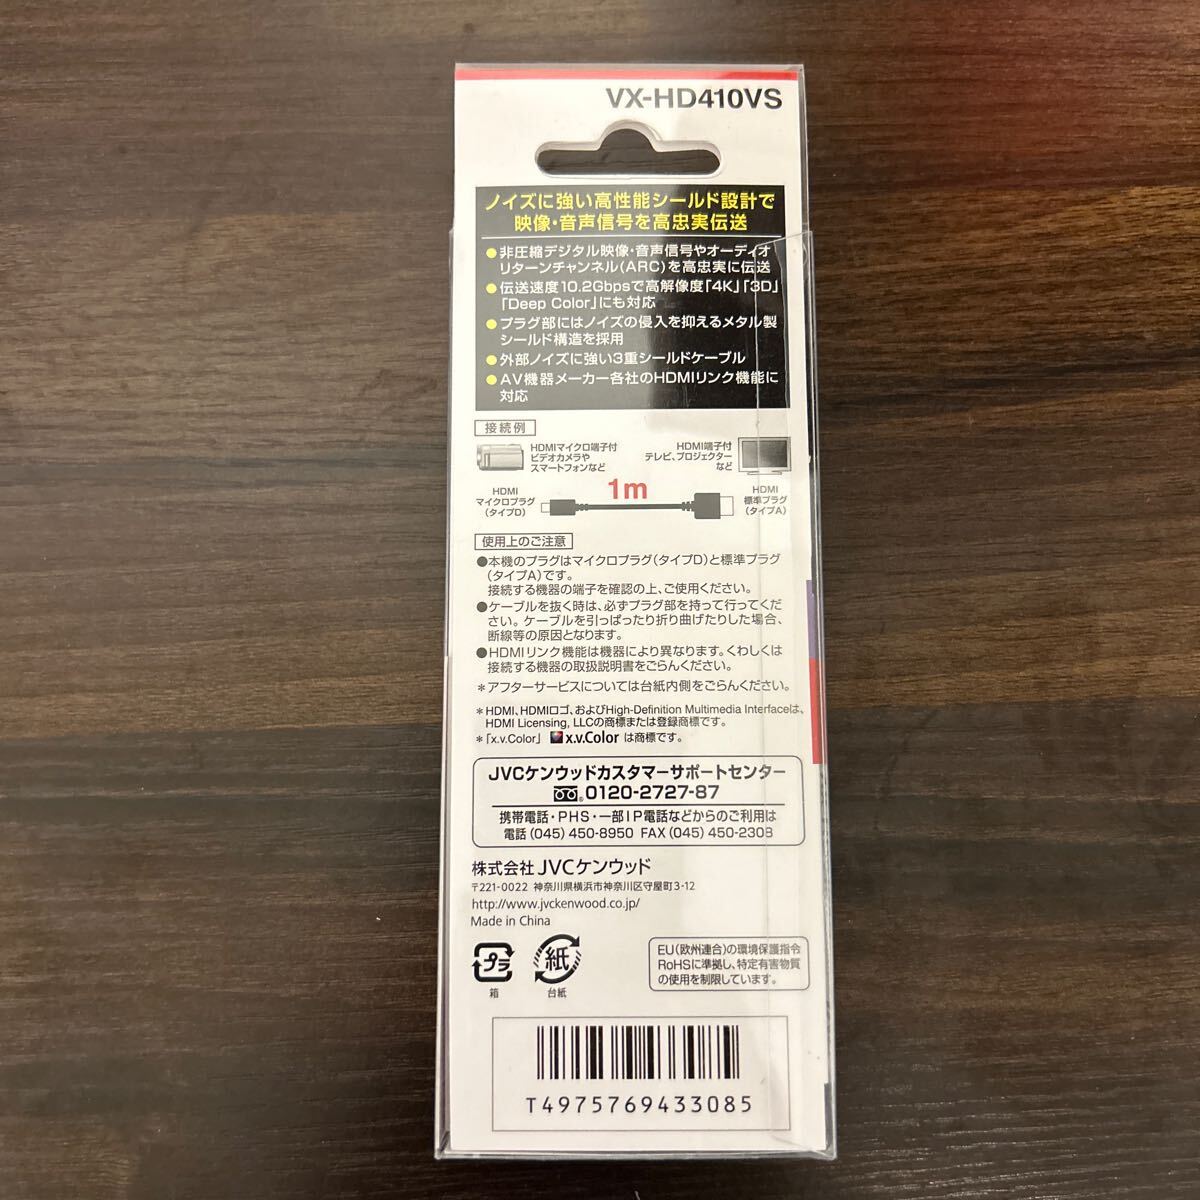 VX-HD410VS
ノイズに強い高性能シールド設計で
映像・音声信号を高忠実伝送
●非圧縮デジタル映像・音声信号やオーディオ
リターンチャンネル(ARC)を高忠実に伝送
●伝送速度10.2Gbpsで高解像度「4K」「3D」
「Deep Color」にも対応
●プラグ部にはノイズの侵入を抑えるメタル製
シールド構造を採用
●外部ノイズに強い3重シールドケーブル
●AV機器メーカー各社のHDMIリンク機能に
対応
接続例
HDMIマイクロ端子付
ビデオカメラや
スマートフォンなど
HDMI端子付
テレビ、プロジェクター
など
HDMI
マイクロプラグ
(タイプD)
1m
HDMI
標準プラグ
(タイプA)
使用上のご注意
●本機のプラグはマイクロプラグ(タイプD)と標準プラグ
(タイプA)です。
接続する機器の端子を確認の上、ご使用ください。
●ケーブルを抜く時は、必ずプラグ部を持って行ってくだ
さい。ケーブルを引っぱったり折り曲げたりした場合、
断線等の原因となります。
●HDMIリンク機能は機器により異なります。くわしくは
接続する機器の取扱説明書をごらんください。
*アフターサービスについては台紙内側をごらんください。
*HDMI、HDMIロゴ、およびHigh-Definition Multimedia Interfaceは、
HDMI Licensing, LLCの商標または登録商標です。
*「x.v.Color」 x.v.Color は商標です。
JVCケンウッドカスタマーサポートセンター
0120-2727-87
携帯電話・PHS・一部IP電話などからのご利用は
電話(045)450-8950 FAX(045)450-2308
株式会社 JVCケンウッド
〒221-0022 神奈川県横浜市神奈川区守屋町3-12
http://www.jvckenwood.co.jp/
Made in China
プラ
箱
紙
台紙
EU(欧州連合)の環境保護指令
RoHSに準拠し、特定有害物質
の使用を制限しています。
T4975769433085